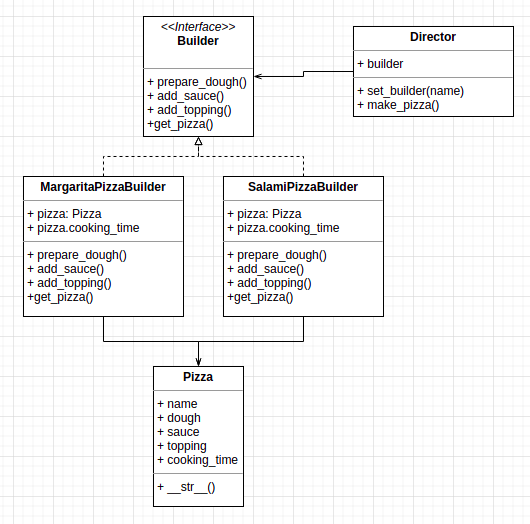 <<Interface>>
Builder
+ prepare_dough()
+ add_sauce()
+ add_topping()
+get_pizza()
Director
+ builder
+ set_builder(name)
+ make_pizza()
MargaritaPizzaBuilder
+ pizza: Pizza
+ pizza.cooking_time
+ prepare_dough()
+ add_sauce()
+ add_topping()
+get_pizza()
SalamiPizzaBuilder
+ pizza: Pizza
+ pizza.cooking_time
+ prepare_dough()
+ add_sauce()
+ add_topping()
+get_pizza()
Pizza
+ name
+ dough
+ sauce
+ topping
+ cooking_time
+ __str__()